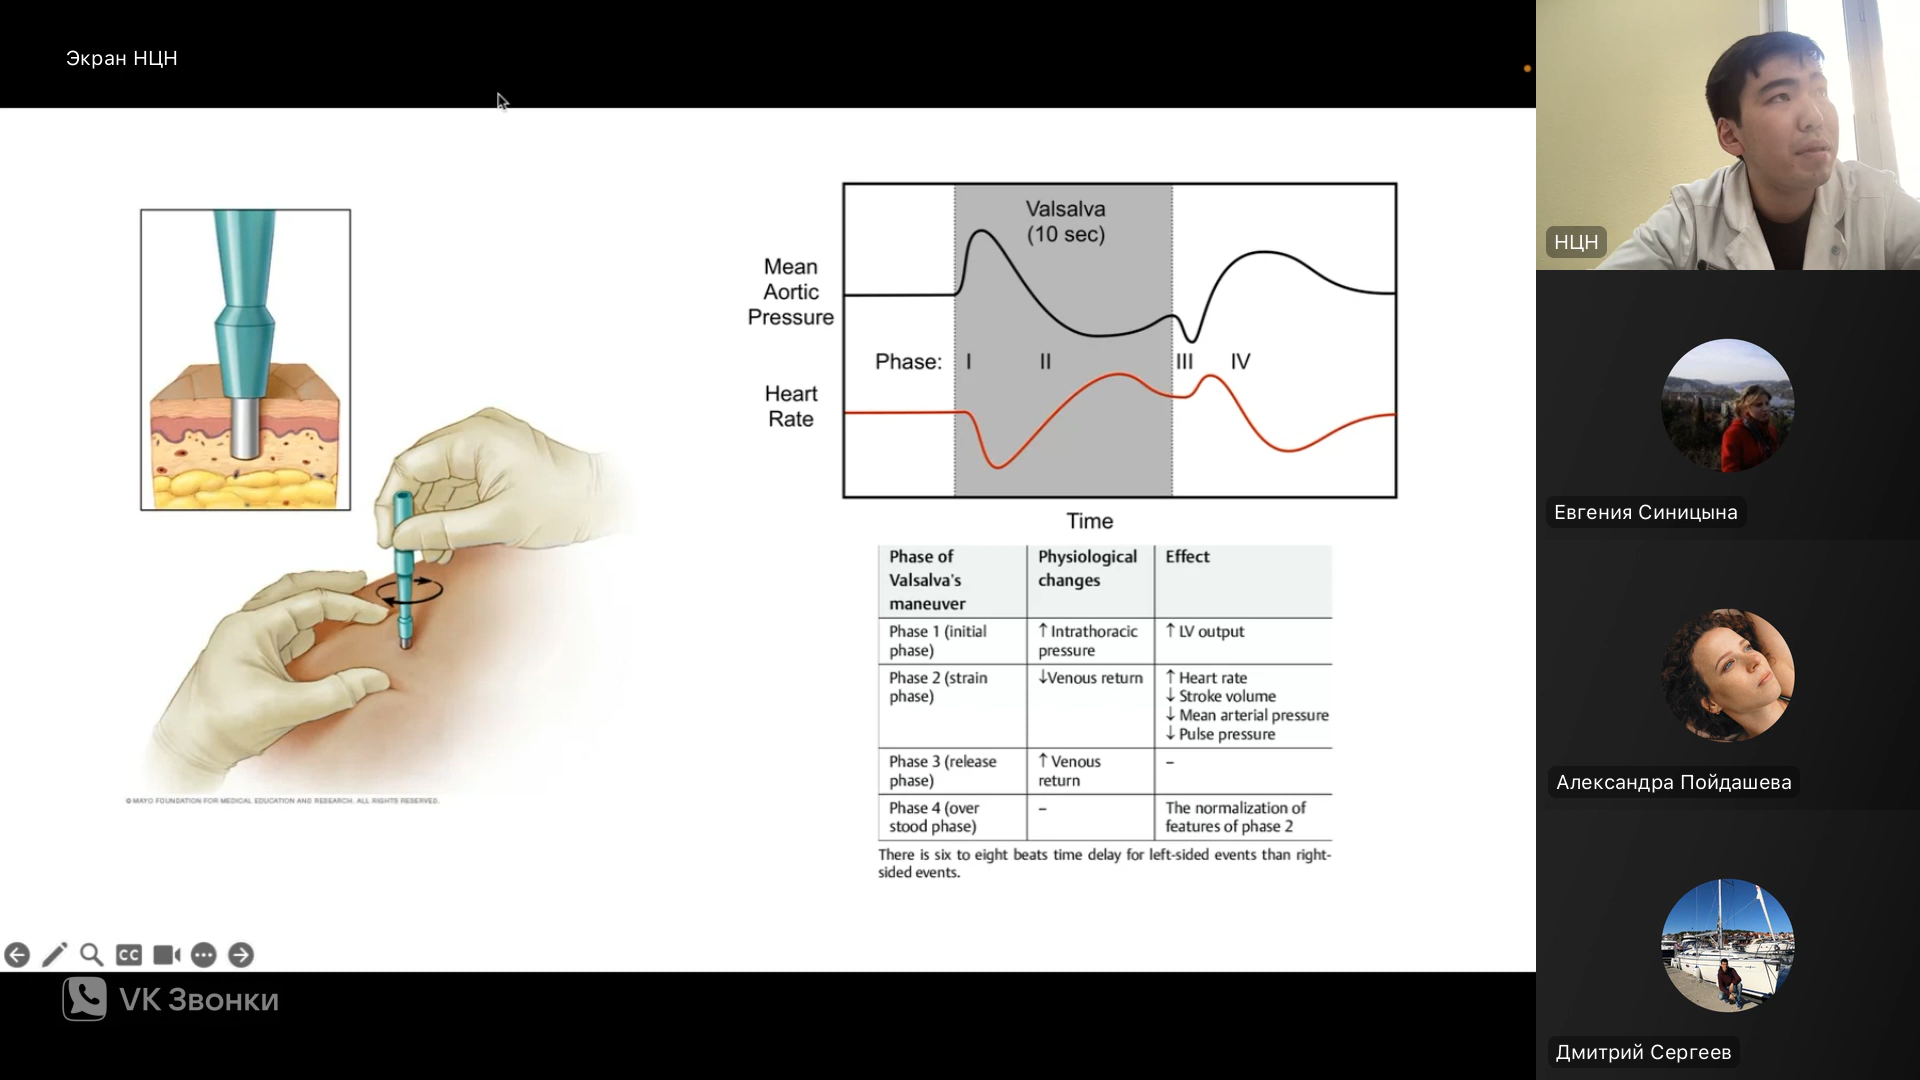 Экран НЦН
Valsalva
(10 sec)
Mean
Aortic
Pressure
Phase: I II III IV
Heart
Rate
Time
Phase of
Valsalva's
maneuver
Physiological
changes
Effect
Phase 1 (initial
phase)
↑ Intrathoracic
pressure
↑ LV output
Phase 2 (strain
phase)
↓Venous return
↑ Heart rate
↓ Stroke volume
↓ Mean arterial pressure
↓ Pulse pressure
Phase 3 (release
phase)
↑ Venous
return
–
Phase 4 (over
stood phase)
–
The normalization of
features of phase 2
There is six to eight beats time delay for left-sided events than right-
sided events.
© MAYO FOUNDATION FOR MEDICAL EDUCATION AND RESEARCH. ALL RIGHTS RESERVED.
CC
VK Звонки
НЦН
Евгения Синицына
Александра Пойдашева
Дмитрий Сергеев